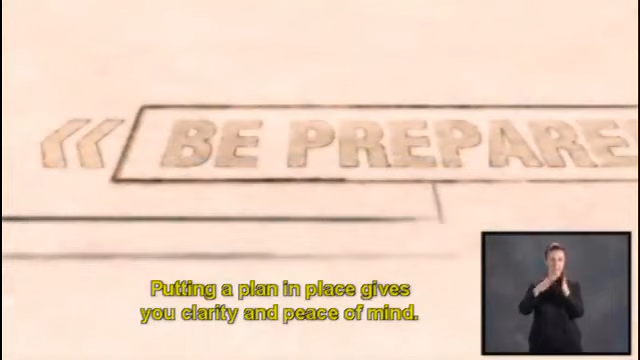 « BE PREPARE
Putting a plan in place gives
you clarity and peace of mind.